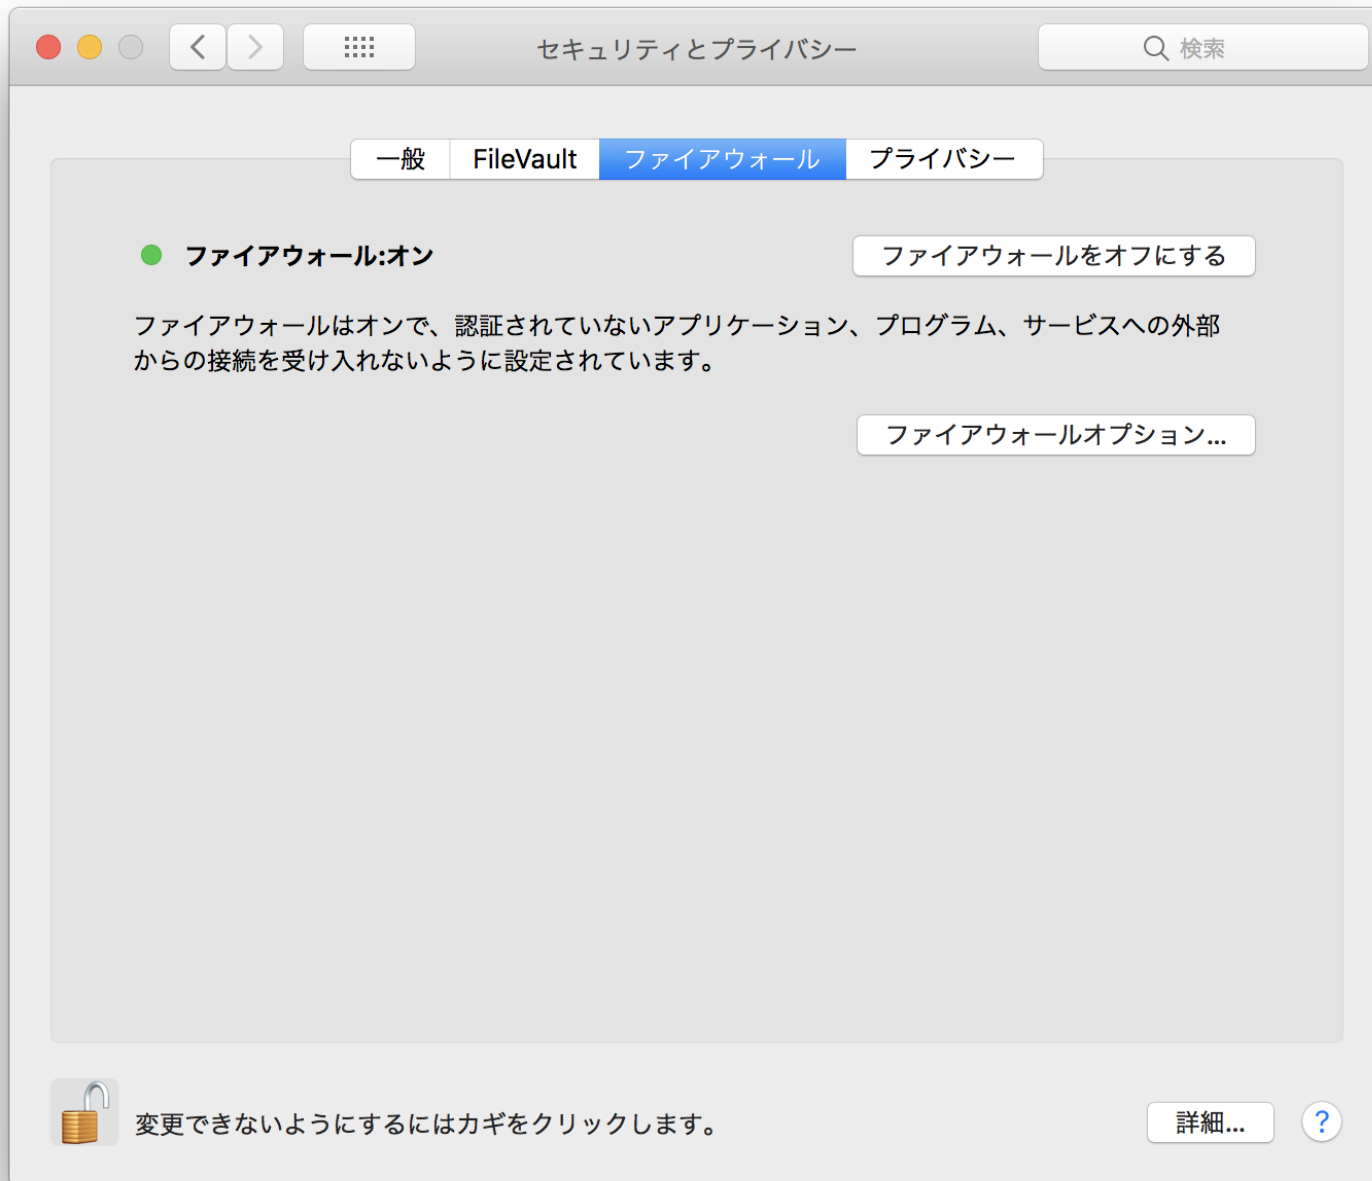 セキュリティとプライバシー
検索
一般
FileVault
ファイアウォール
プライバシー
ファイアウォール:オン
ファイアウォールをオフにする
ファイアウォールはオンで、認証されていないアプリケーション、プログラム、サービスへの外部
からの接続を受け入れないように設定されています。
ファイアウォールオプション...
変更できないようにするにはカギをクリックします。
詳細...
?